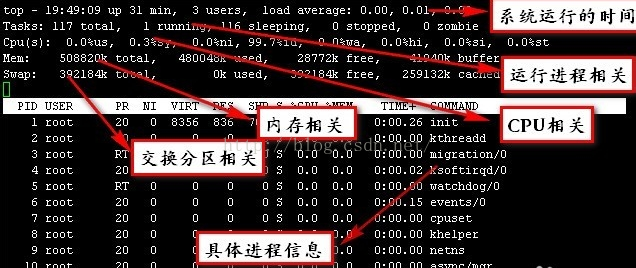 top - 19:49:09 up 31 min, 3 users, load average: 0.00, 0.01, 系统运行的时间
Tasks: 117 total, 1 running, 116 sleeping, 0 stopped, 0 zombie
Cpu(s): 0.0%us, 0.3%sy, 0.0%ni, 99.7%id, 0.0%wa, 0.0%hi, 0.0%si, 0.0%st
Mem: 508820k total, 480048k used, 28772k free, 41040k buffer
Swap: 392184k total, 0k used, 392184k free, 259132k cached
运行进程相关
PID USER PR NI VIRT RES SHR S %CPU %MEM TIME+ COMMAND
1 root 20 0 8356 836 0:00.26 init
内存相关 CPU相关
2 root 20 0:00.00 kthreadd
http://blog.csdn.net/
3 root RT 0:00.00 migration/0
交换分区相关
4 root 20 0.0 0:00.02 ksoftirqd/0
5 root RT 0.0 0:00.00 watchdog/0
6 root 20 0 0 0 0 S 0.0 0.0 0:00.15 events/0
7 root 20 0 0 0 0 S 0.0 0.0 0:00.00 cpuset
8 root 20 0 0:00.00 khelper
具体进程信息
9 root 20 0 0:00.00 netns
10 root 20 0 0 0 0 S 0.0 0.0 0:00.00 async/mgr